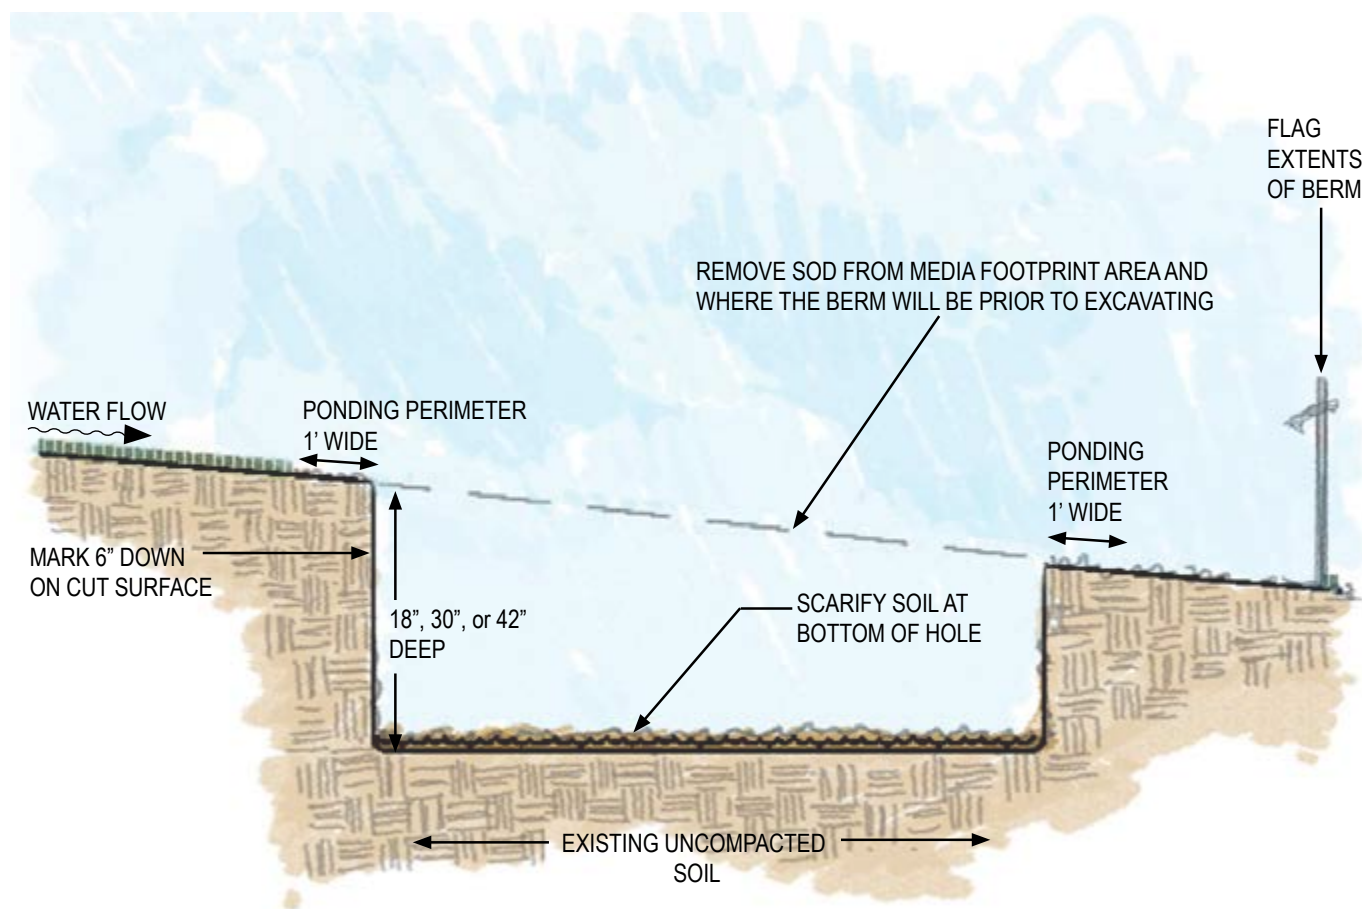 FLAG
EXTENTS
OF BERM
REMOVE SOD FROM MEDIA FOOTPRINT AREA AND
WHERE THE BERM WILL BE PRIOR TO EXCAVATING
WATER FLOW
PONDING PERIMETER
1’ WIDE
PONDING
PERIMETER
1’ WIDE
MARK 6” DOWN
ON CUT SURFACE
18”, 30”, or 42”
DEEP
SCARIFY SOIL AT
BOTTOM OF HOLE
EXISTING UNCOMPACTED
SOIL